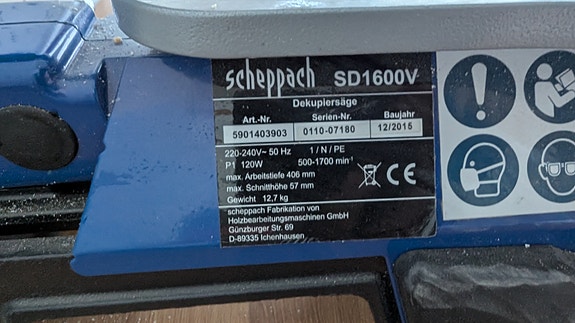 scheppach SD1600V
Dekupiersäge
Art.-Nr. Serien-Nr. Baujahr
5901403903 0110-07180 12/2015
220-240V~ 50 Hz 1 / N / PE
P1 120W 500-1700 min⁻¹
max. Arbeitstiefe 406 mm
max. Schnitthöhe 57 mm
Gewicht 12,7 kg
CE
scheppach Fabrikation von
Holzbearbeitungsmaschinen GmbH
Günzburger Str. 69
D-89335 Ichenhausen